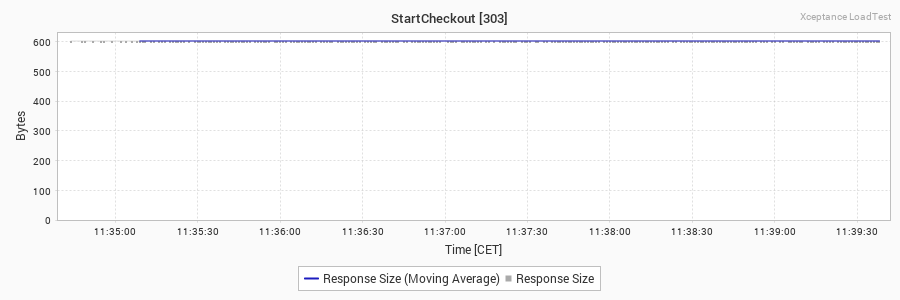 StartCheckout [303]
Xceptance LoadTest
600
500
400
300
200
100
0
Bytes
11:35:00 11:35:30 11:36:00 11:36:30 11:37:00 11:37:30 11:38:00 11:38:30 11:39:00 11:39:30
Time [CET]
Response Size (Moving Average) Response Size